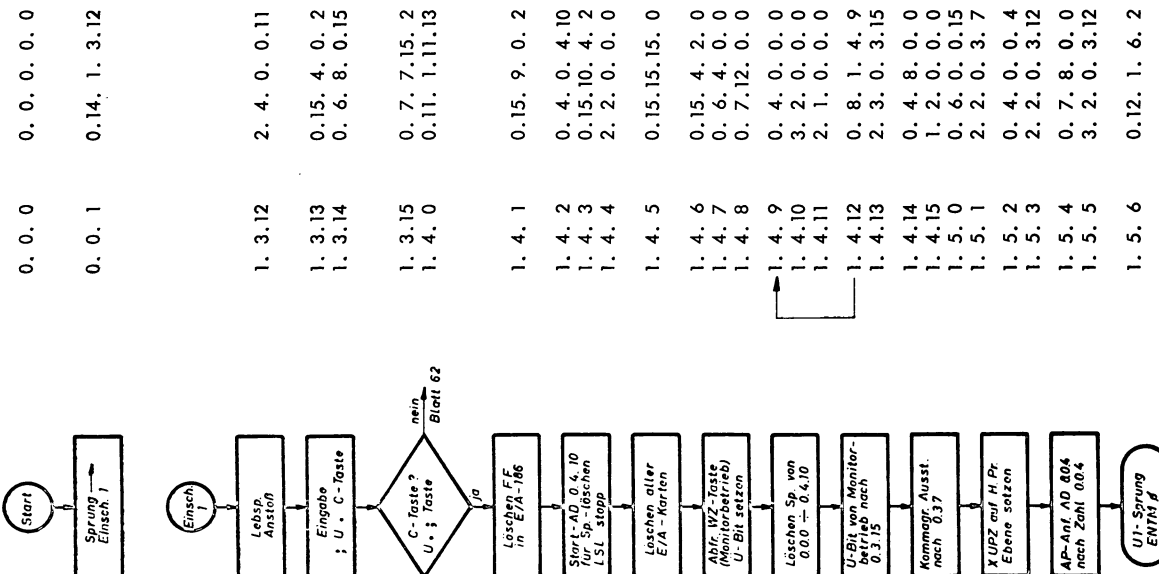 Start
0. 0. 0 0. 0. 0. 0. 0
Sprung →
Einsch. 1
0. 0. 1 0.14. 1. 3.12
Einsch.
1
Lebsp.
Anstoß
1. 3.12 2. 4. 0. 0.11
Eingabe
; U. C-Taste
1. 3.13 0.15. 4. 0. 2
1. 3.14 0. 6. 8. 0.15
C-Taste ?
U. ; Taste
nein
Blatt 62
ja
1. 3.15 0. 7. 7.15. 2
1. 4. 0 0.11. 1.11.13
Löschen FF
in E/A-186
1. 4. 1 0.15. 9. 0. 2
Start-AD 0.4.10
für Sp.-löschen
LSL stopp
1. 4. 2 0. 4. 0. 4.10
1. 4. 3 0.15.10. 4. 2
1. 4. 4 2. 2. 0. 0. 0
Löschen aller
E/A-Karten
1. 4. 5 0.15.15.15. 0
Abfr. WZ-Taste
(Monitorbetrieb)
U-Bit setzen
1. 4. 6 0.15. 4. 2. 0
1. 4. 7 0. 6. 4. 0. 0
1. 4. 8 0. 7.12. 0. 0
Löschen Sp. von
0.0.0 ÷ 0.4.10
1. 4. 9 0. 4. 0. 0. 0
1. 4.10 3. 2. 0. 0. 0
1. 4.11 2. 1. 0. 0. 0
U-Bit von Monitor-
betrieb nach
0.3.15
1. 4.12 0. 8. 1. 4. 9
1. 4.13 2. 3. 0. 3.15
Kommagr. Ausst.
nach 0.3.7
1. 4.14 0. 4. 8. 0. 0
1. 4.15 1. 2. 0. 0. 0
1. 5. 0 0. 6. 0. 0.15
1. 5. 1 2. 2. 0. 3. 7
X UPZ auf H.Pr.
Ebene setzen
1. 5. 2 0. 4. 0. 0. 4
1. 5. 3 2. 2. 0. 3.12
AP-Anf. AD 8.0.4
nach Zahl 0.0.4
1. 5. 4 0. 7. 8. 0. 0
1. 5. 5 3. 2. 0. 3.12
U1-Sprung
ENTM ø
1. 5. 6 0.12. 1. 6. 2